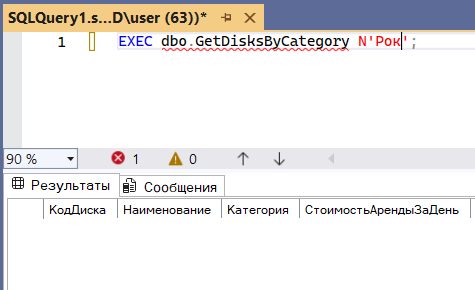 SQLQuery1.s...D\user (63))*
1 EXEC dbo.GetDisksByCategory N'Рок';
90 % 1 0
Результаты Сообщения
КодДиска Наименование Категория СтоимостьАрендыЗаДень